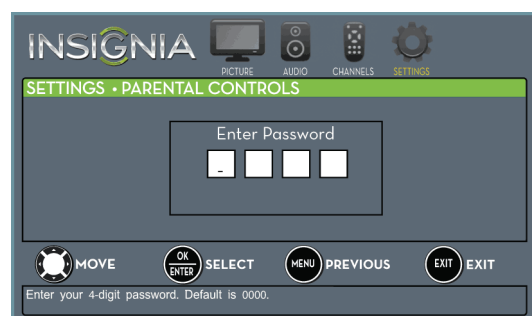 INSIGNIA
PICTURE AUDIO CHANNELS SETTINGS
SETTINGS • PARENTAL CONTROLS
Enter Password
-
MOVE OK ENTER SELECT MENU PREVIOUS EXIT EXIT
Enter your 4-digit password. Default is 0000.